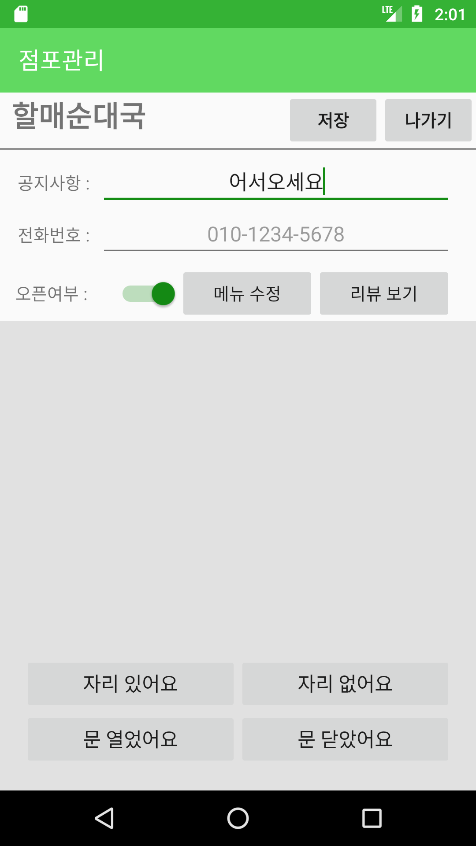 LTE 2:01
점포관리
할매순대국 저장 나가기
공지사항 : 어서오세요
전화번호 : 010-1234-5678
오픈여부 : 메뉴 수정 리뷰 보기
자리 있어요 자리 없어요
문 열었어요 문 닫았어요